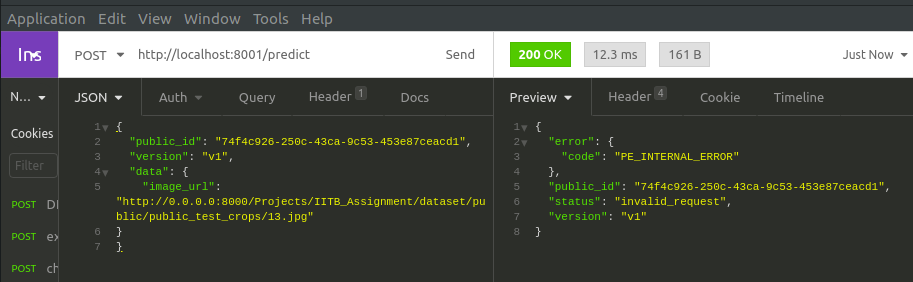 Application Edit View Window Tools Help
Ins POST http://localhost:8001/predict Send 200 OK 12.3 ms 161 B Just Now
N... JSON Auth Query Header 1 Docs Preview Header 4 Cookie Timeline
Cookies
Filter
POST
POST ex
POST ch
1 {
2 "public_id": "74f4c926-250c-43ca-9c53-453e87ceacd1",
3 "version": "v1",
4 "data": {
5 "image_url":
"http://0.0.0.0:8000/Projects/IITB_Assignment/dataset/pu
blic/public_test_crops/13.jpg"
6 }
7 }
1 {
2 "error": {
3 "code": "PE_INTERNAL_ERROR"
4 },
5 "public_id": "74f4c926-250c-43ca-9c53-453e87ceacd1",
6 "status": "invalid_request",
7 "version": "v1"
8 }